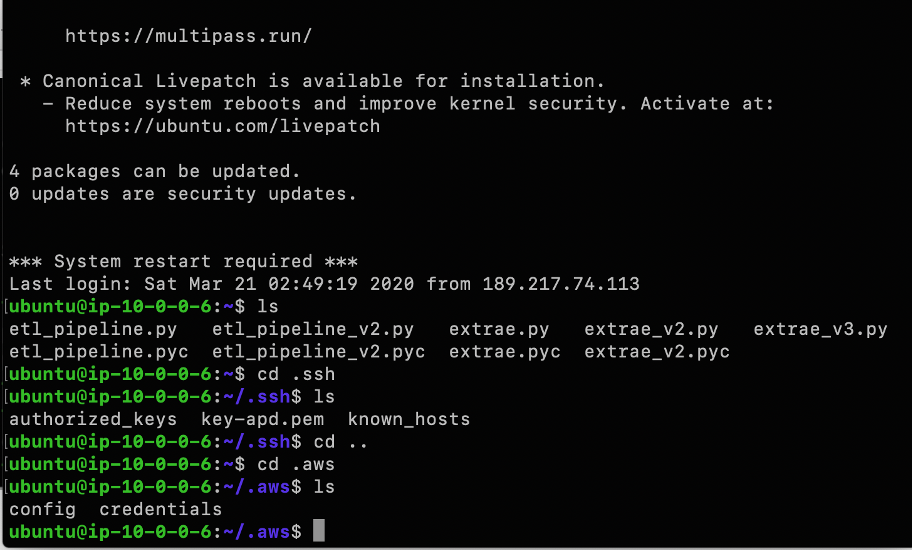 https://multipass.run/
* Canonical Livepatch is available for installation.
- Reduce system reboots and improve kernel security. Activate at:
https://ubuntu.com/livepatch
4 packages can be updated.
0 updates are security updates.
*** System restart required ***
Last login: Sat Mar 21 02:49:19 2020 from 189.217.74.113
[ubuntu@ip-10-0-0-6:~$ ls
etl_pipeline.py etl_pipeline_v2.py extrae.py extrae_v2.py extrae_v3.py
etl_pipeline.pyc etl_pipeline_v2.pyc extrae.pyc extrae_v2.pyc
[ubuntu@ip-10-0-0-6:~$ cd .ssh
[ubuntu@ip-10-0-0-6:~/.ssh$ ls
authorized_keys key-apd.pem known_hosts
[ubuntu@ip-10-0-0-6:~/.ssh$ cd ..
[ubuntu@ip-10-0-0-6:~$ cd .aws
[ubuntu@ip-10-0-0-6:~/.aws$ ls
config credentials
ubuntu@ip-10-0-0-6:~/.aws$